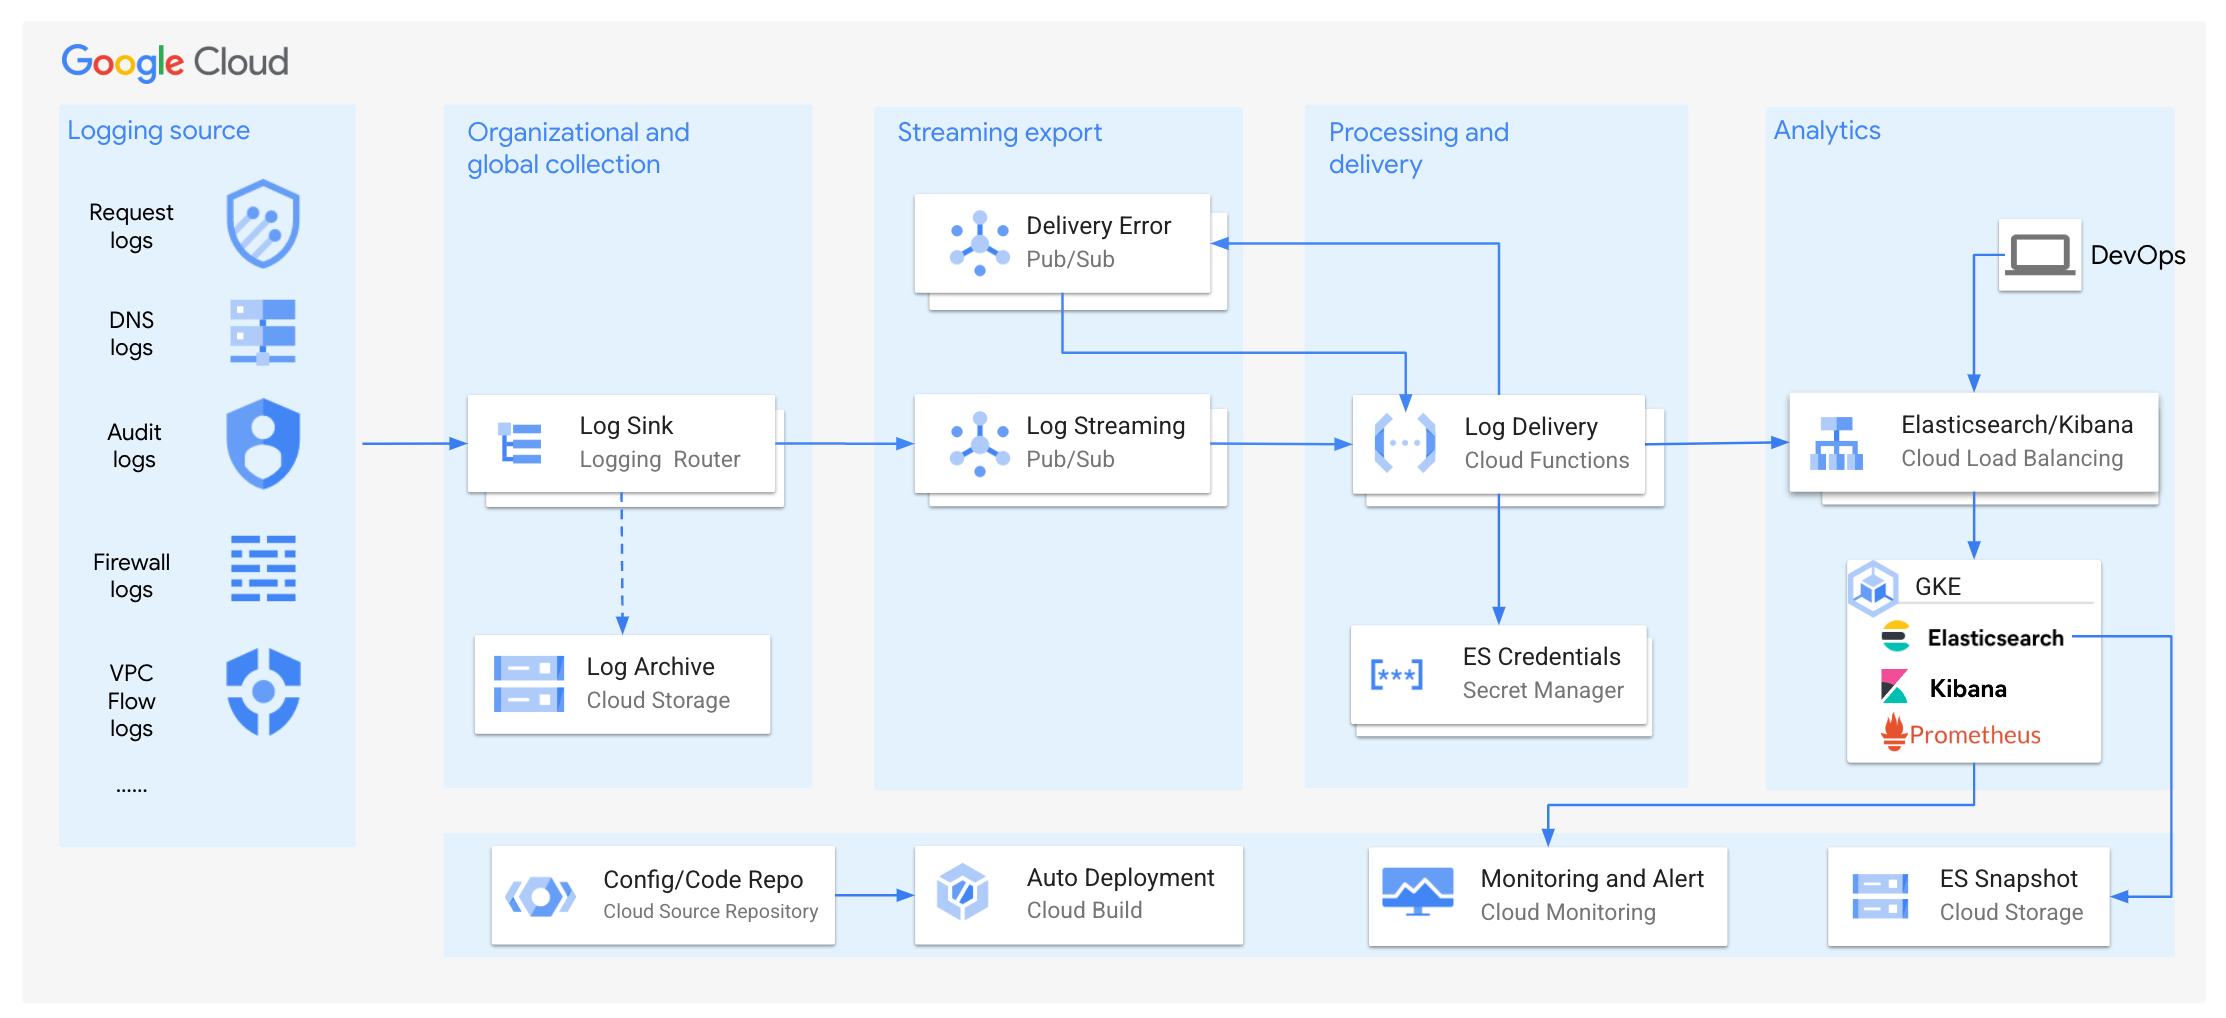 Google Cloud
Logging source
Request
logs
DNS
logs
Audit
logs
Firewall
logs
VPC
Flow
logs
......
Organizational and
global collection
Log Sink
Logging Router
Log Archive
Cloud Storage
Streaming export
Delivery Error
Pub/Sub
Log Streaming
Pub/Sub
Processing and
delivery
Log Delivery
Cloud Functions
[***]
ES Credentials
Secret Manager
Analytics
DevOps
Elasticsearch/Kibana
Cloud Load Balancing
GKE
Elasticsearch
Kibana
Prometheus
Config/Code Repo
Cloud Source Repository
Auto Deployment
Cloud Build
Monitoring and Alert
Cloud Monitoring
ES Snapshot
Cloud Storage